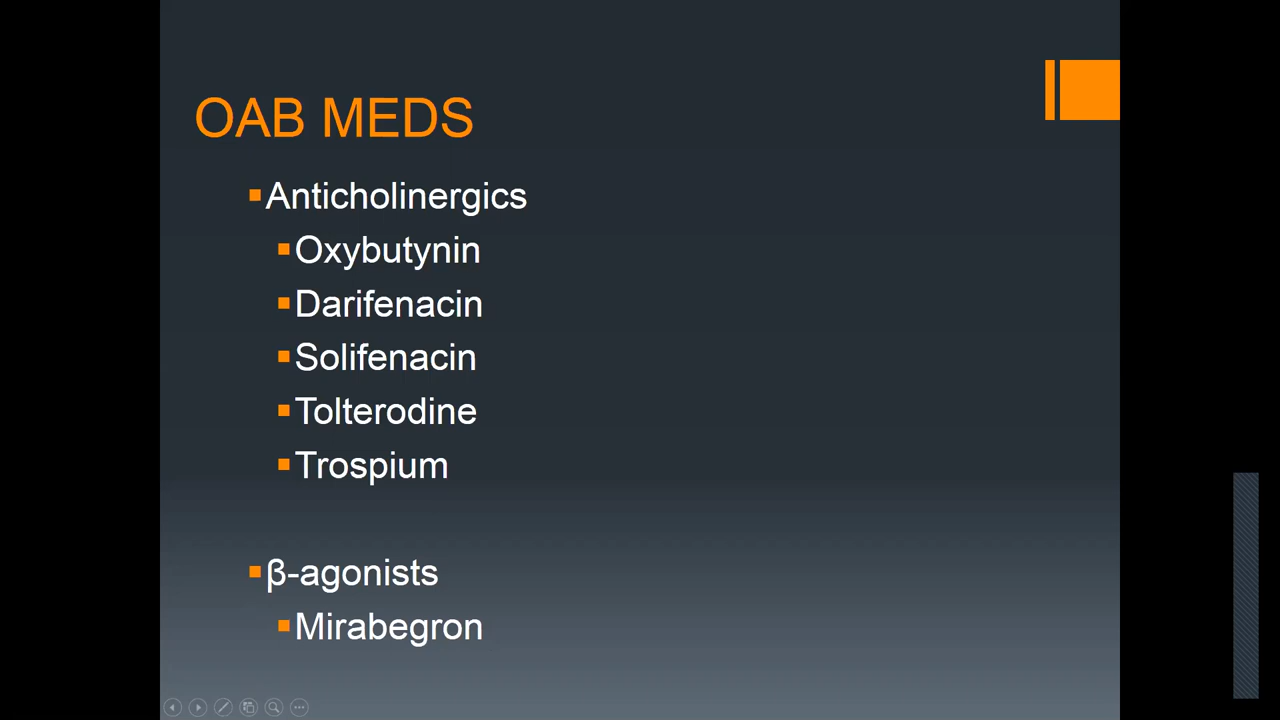 OAB MEDS
Anticholinergics
Oxybutynin
Darifenacin
Solifenacin
Tolterodine
Trospium
β-agonists
Mirabegron